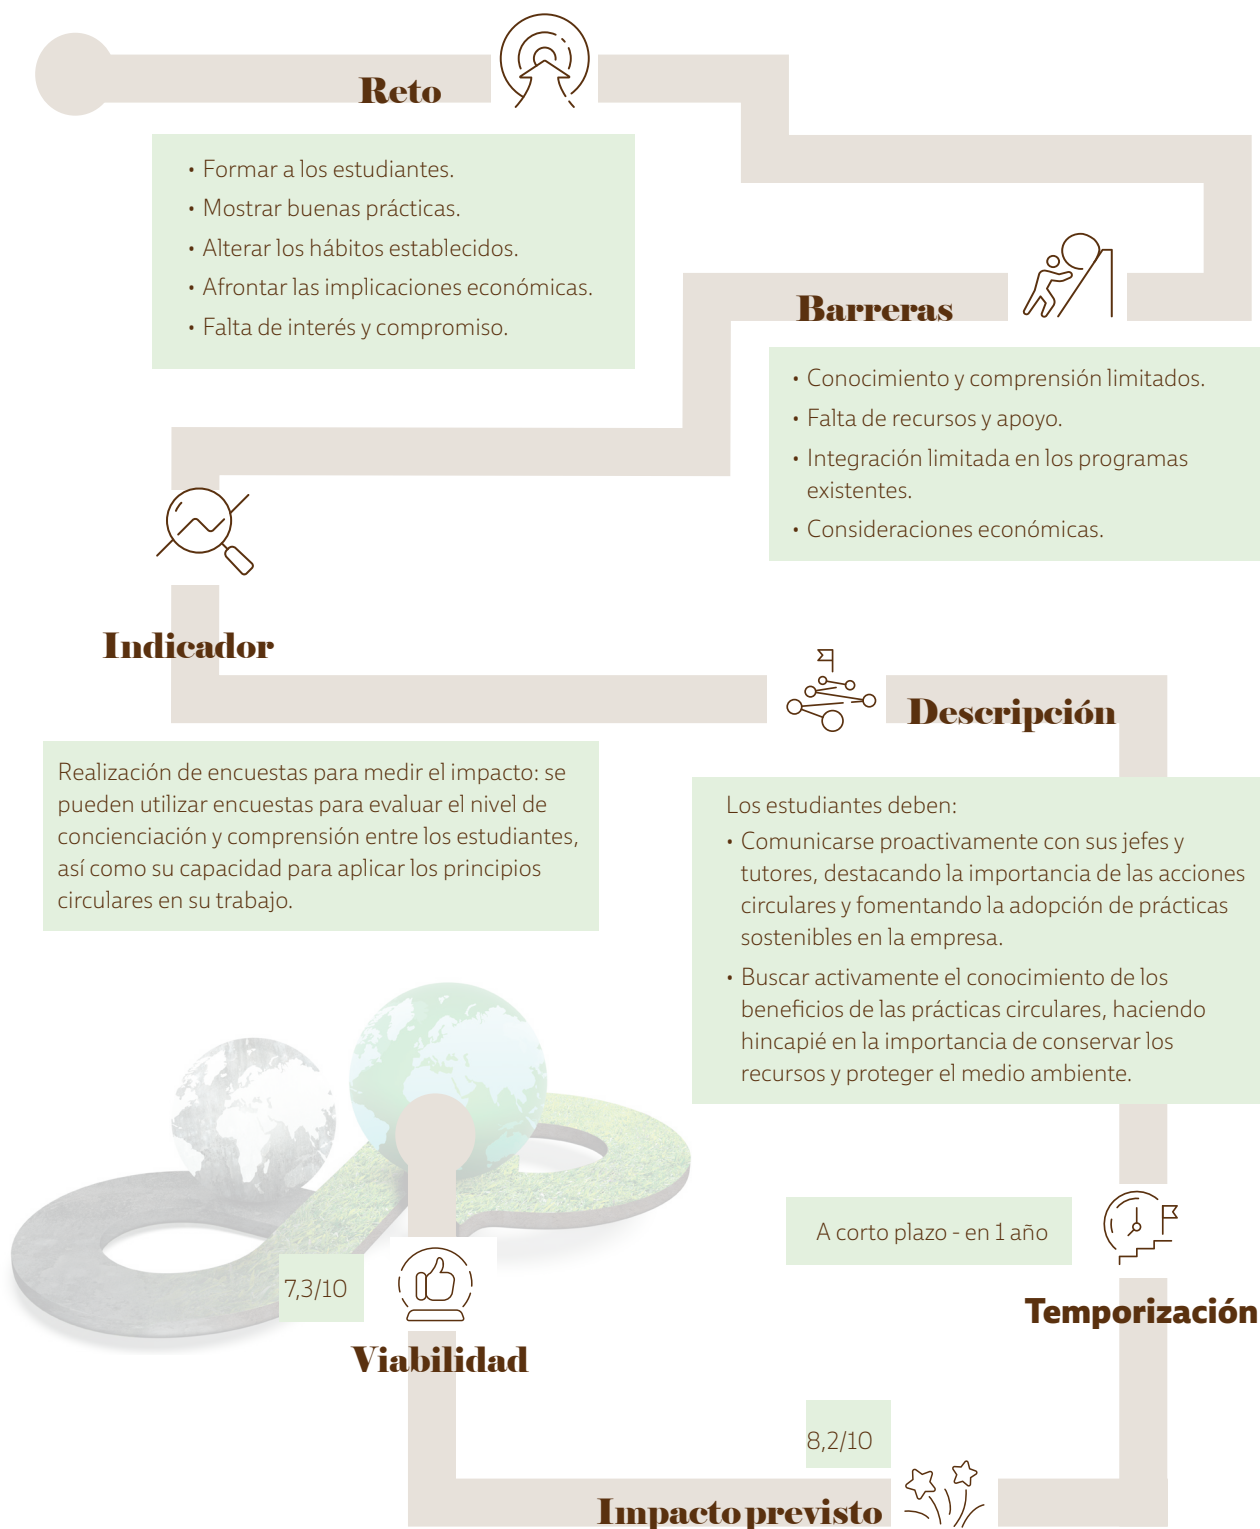 Reto
• Formar a los estudiantes.
• Mostrar buenas prácticas.
• Alterar los hábitos establecidos.
• Afrontar las implicaciones económicas.
• Falta de interés y compromiso.
Barreras
• Conocimiento y comprensión limitados.
• Falta de recursos y apoyo.
• Integración limitada en los programas
existentes.
• Consideraciones económicas.
Indicador
Realización de encuestas para medir el impacto: se
pueden utilizar encuestas para evaluar el nivel de
concienciación y comprensión entre los estudiantes,
así como su capacidad para aplicar los principios
circulares en su trabajo.
Descripción
Los estudiantes deben:
• Comunicarse proactivamente con sus jefes y
tutores, destacando la importancia de las acciones
circulares y fomentando la adopción de prácticas
sostenibles en la empresa.
• Buscar activamente el conocimiento de los
beneficios de las prácticas circulares, haciendo
hincapié en la importancia de conservar los
recursos y proteger el medio ambiente.
A corto plazo - en 1 año
Temporización
7,3/10
Viabilidad
8,2/10
Impacto previsto